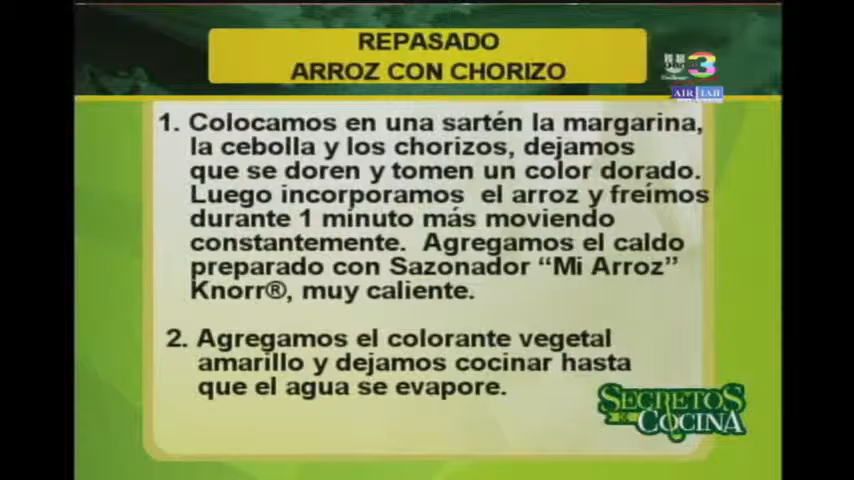 REPASADO
ARROZ CON CHORIZO
3
1. Colocamos en una sartén la margarina,
la cebolla y los chorizos, dejamos
que se doren y tomen un color dorado.
Luego incorporamos el arroz y freímos
durante 1 minuto más moviendo
constantemente. Agregamos el caldo
preparado con Sazonador “Mi Arroz”
Knorr®, muy caliente.
2. Agregamos el colorante vegetal
amarillo y dejamos cocinar hasta
que el agua se evapore.
SECRETOS
DE COCINA